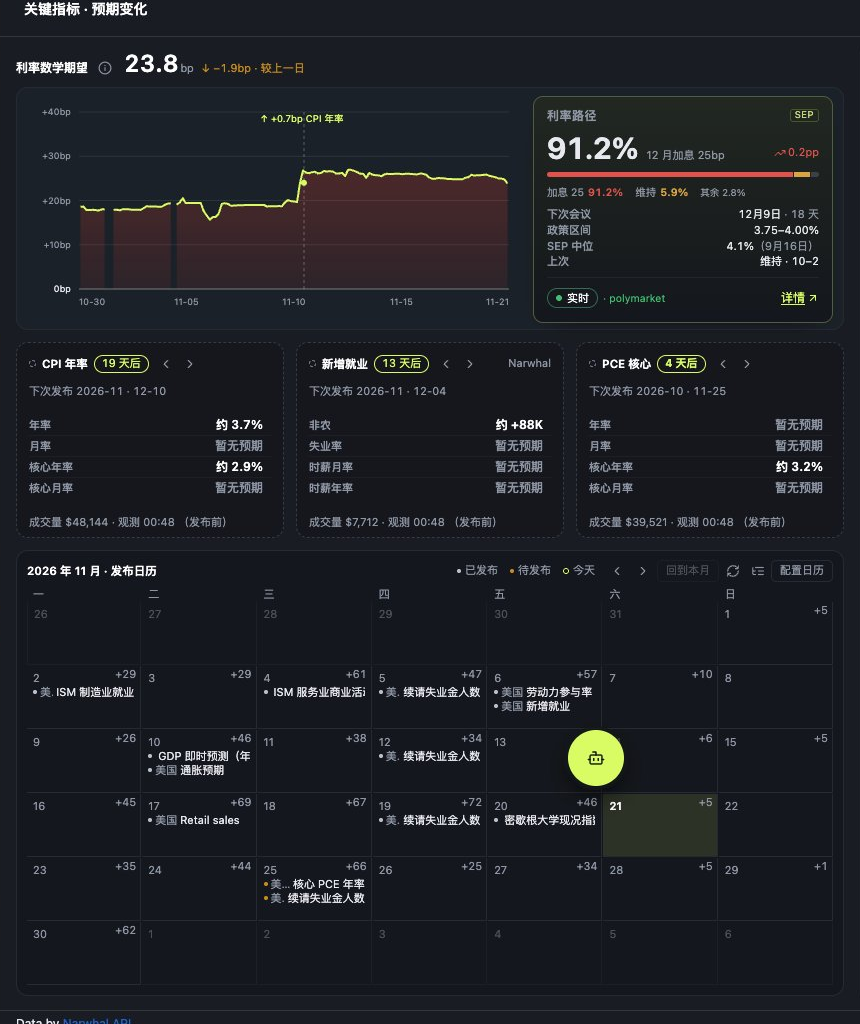 关键指标 · 预期变化
利率数学期望 23.8bp ↓ −1.9bp · 较上一日
+40bp
+30bp
+20bp
+10bp
0bp
↑ +0.7bp CPI 年率
10-30 11-05 11-10 11-15 11-21
利率路径 SEP
91.2% 12 月加息 25bp 0.2pp
加息 25 91.2% 维持 5.9% 其余 2.8%
下次会议 12月9日 · 18 天
政策区间 3.75–4.00%
SEP 中位 4.1%（9月16日）
上次 维持 · 10–2
实时 · polymarket 详情 ↗
CPI 年率 19 天后
下次发布 2026-11 · 12-10
年率 约 3.7%
月率 暂无预期
核心年率 约 2.9%
核心月率 暂无预期
成交量 $48,144 · 观测 00:48 （发布前）
新增就业 13 天后 Narwhal
下次发布 2026-11 · 12-04
非农 约 +88K
失业率 暂无预期
时薪月率 暂无预期
时薪年率 暂无预期
成交量 $7,712 · 观测 00:48 （发布前）
PCE 核心 4 天后
下次发布 2026-10 · 11-25
年率 暂无预期
月率 暂无预期
核心年率 约 3.2%
核心月率 暂无预期
成交量 $39,521 · 观测 00:48 （发布前）
2026 年 11 月 · 发布日历 已发布 待发布 今天 回到本月 配置日历
一 二 三 四 五 六 日
26 27 28 29 30 31 1 +5
2 +29 3 +29 4 +61 5 +47 6 +57 7 +10 8
美. ISM 制造业就业 ISM 服务业商业活 美. 续请失业金人数 美国 劳动力参与率
美国 新增就业
9 +26 10 +46 11 +38 12 +34 13 +6 15 +5
GDP 即时预测（年 美. 续请失业金人数
美国 通胀预期
16 +45 17 +69 18 +67 19 +72 20 +46 21 +5 22
美国 Retail sales 美. 续请失业金人数 密歇根大学现况指
23 +35 24 +44 25 +66 26 +25 27 +34 28 +5 29 +1
美... 核心 PCE 年率
美. 续请失业金人数
30 +62 1 2 3 4 5 6
Data by Narwhal API